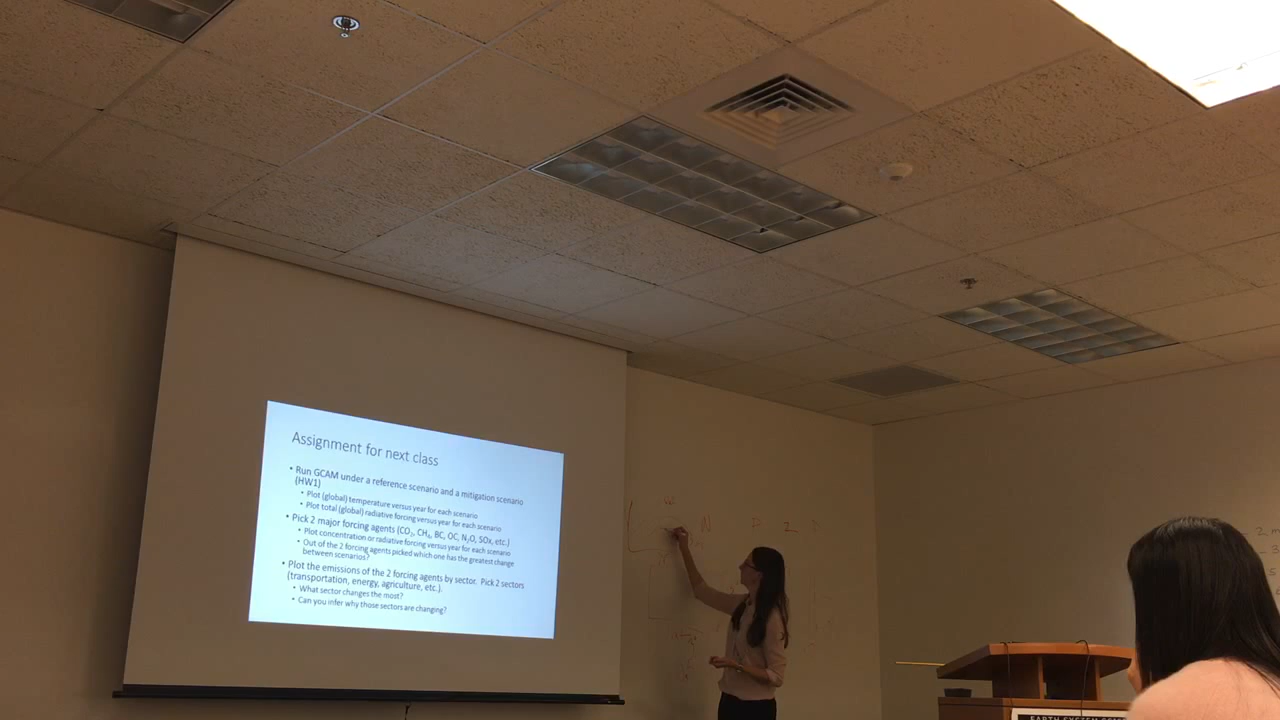 Assignment for next class
• Run GCAM under a reference scenario and a mitigation scenario
(HW1)
• Plot (global) temperature versus year for each scenario
• Plot total (global) radiative forcing versus year for each scenario
• Pick 2 major forcing agents (CO₂, CH₄, BC, OC, N₂O, SOx, etc.)
• Plot concentration or radiative forcing versus year for each scenario
• Out of the 2 forcing agents picked which one has the greatest change
between scenarios?
• Plot the emissions of the 2 forcing agents by sector. Pick 2 sectors
(transportation, energy, agriculture, etc.).
• What sector changes the most?
• Can you infer why those sectors are changing?
EARTH SYSTEM